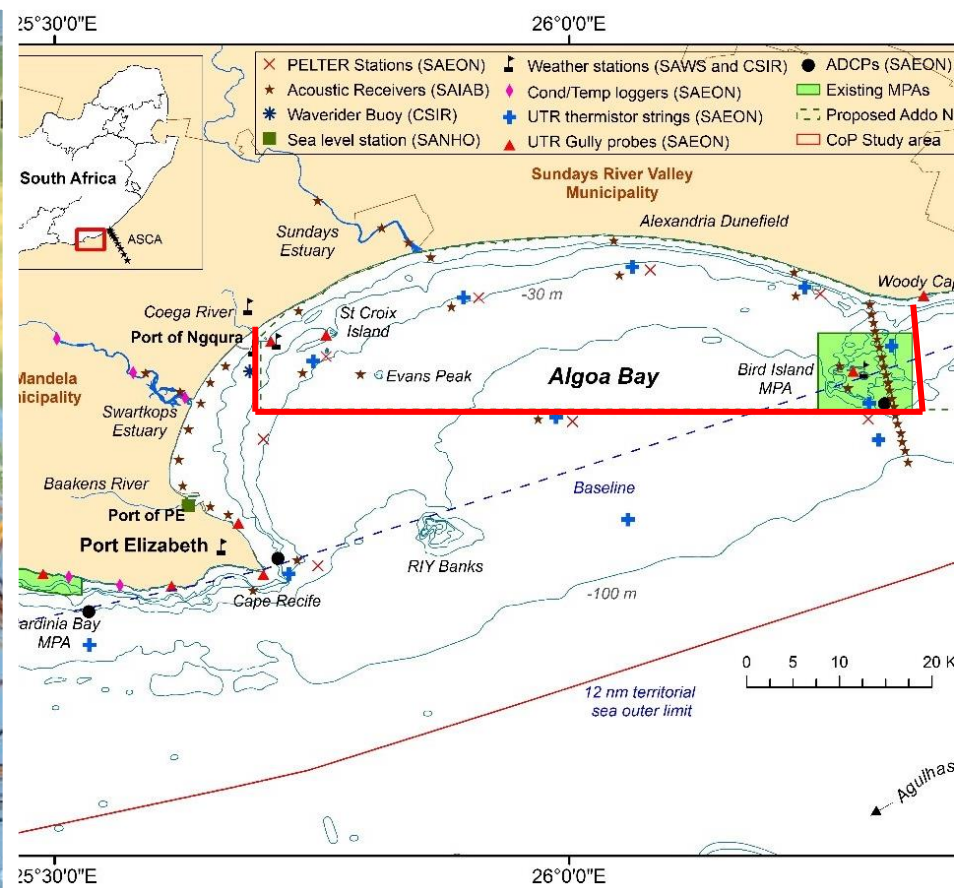 25°30'0"E
26°0'0"E
PELTER Stations (SAEON)
Acoustic Receivers (SAIAB)
Waverider Buoy (CSIR)
Sea level station (SANHO)
Weather stations (SAWS and CSIR)
Cond/Temp loggers (SAEON)
UTR thermistor strings (SAEON)
UTR Gully probes (SAEON)
ADCPs (SAEON)
Existing MPAs
Proposed Addo N
CoP Study area
South Africa
ASCA
Sundays River Valley
Municipality
Sundays
Estuary
Alexandria Dunefield
Woody Cap
Coega River
Port of Ngqura
St Croix
Island
-30 m
Evans Peak
Algoa Bay
Bird Island
MPA
Mandela
nicipality
Swartkops
Estuary
Baakens River
Port of PE
Port Elizabeth
Baseline
RIY Banks
Cape Recife
-100 m
ardinia Bay
MPA
0 5 10 20 K
12 nm territorial
sea outer limit
Agulhas
25°30'0"E
26°0'0"E